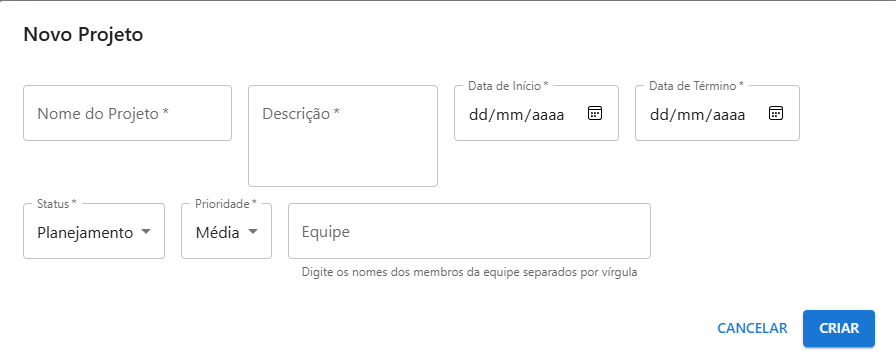 Novo Projeto
Nome do Projeto *
Descrição *
Data de Início *
dd/mm/aaaa
Data de Término *
dd/mm/aaaa
Status *
Planejamento
Prioridade *
Média
Equipe
Digite os nomes dos membros da equipe separados por vírgula
CANCELAR
CRIAR